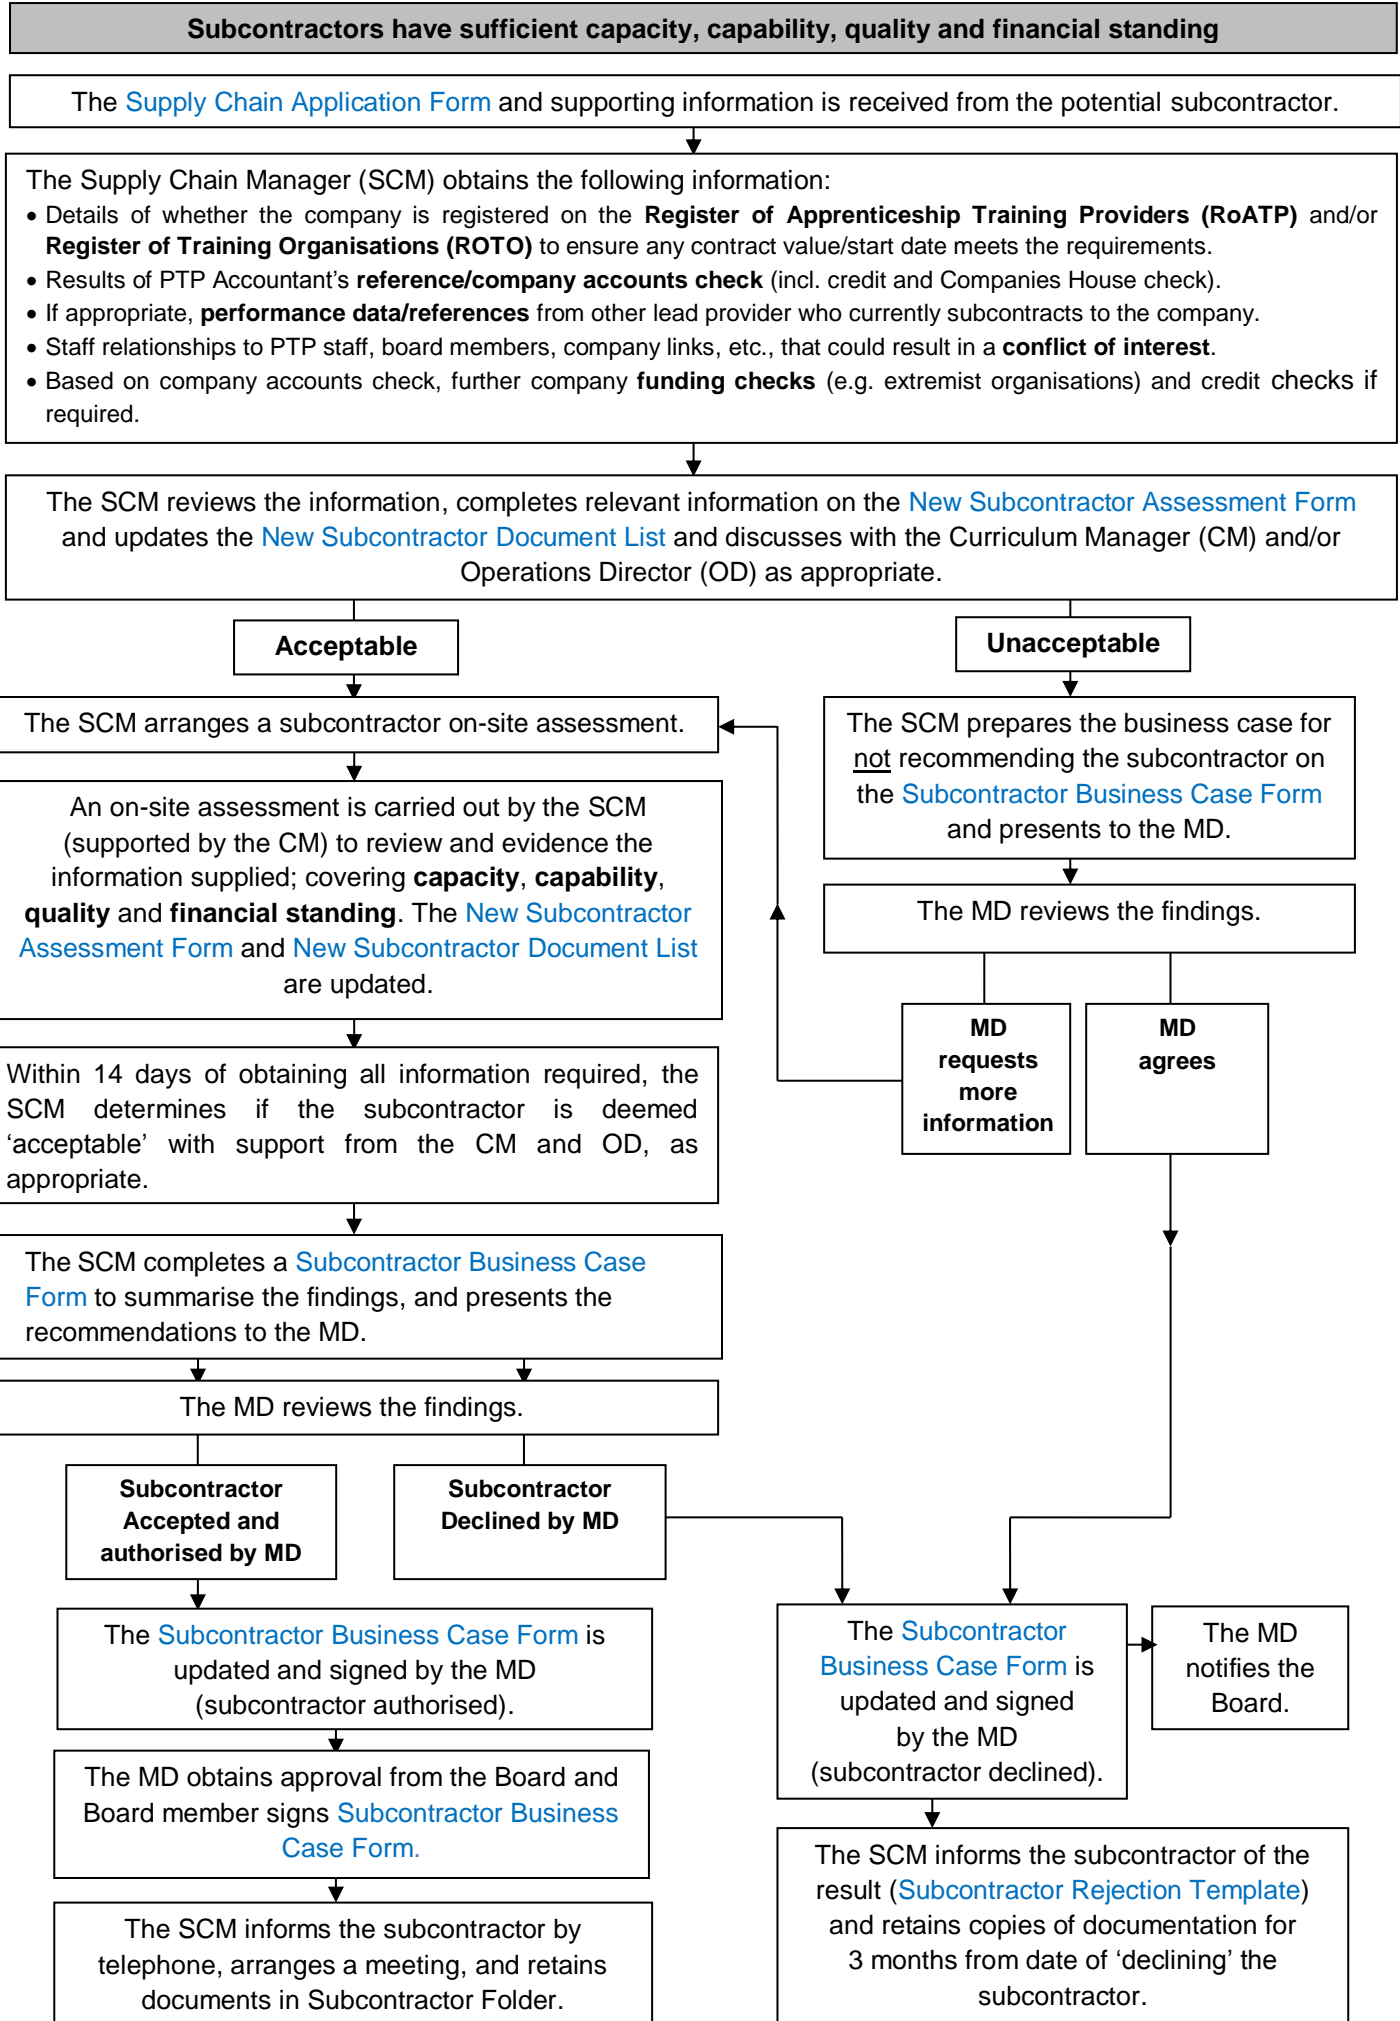 Subcontractors have sufficient capacity, capability, quality and financial standing
The Supply Chain Application Form and supporting information is received from the potential subcontractor.
The Supply Chain Manager (SCM) obtains the following information:
• Details of whether the company is registered on the Register of Apprenticeship Training Providers (RoATP) and/or
Register of Training Organisations (ROTO) to ensure any contract value/start date meets the requirements.
• Results of PTP Accountant's reference/company accounts check (incl. credit and Companies House check).
• If appropriate, performance data/references from other lead provider who currently subcontracts to the company.
• Staff relationships to PTP staff, board members, company links, etc., that could result in a conflict of interest.
• Based on company accounts check, further company funding checks (e.g. extremist organisations) and credit checks if
required.
The SCM reviews the information, completes relevant information on the New Subcontractor Assessment Form
and updates the New Subcontractor Document List and discusses with the Curriculum Manager (CM) and/or
Operations Director (OD) as appropriate.
Acceptable
Unacceptable
The SCM arranges a subcontractor on-site assessment.
The SCM prepares the business case for
not recommending the subcontractor on
the Subcontractor Business Case Form
and presents to the MD.
An on-site assessment is carried out by the SCM
(supported by the CM) to review and evidence the
information supplied; covering capacity, capability,
quality and financial standing. The New Subcontractor
Assessment Form and New Subcontractor Document List
are updated.
The MD reviews the findings.
MD
requests
more
information
MD
agrees
Within 14 days of obtaining all information required, the
SCM determines if the subcontractor is deemed
'acceptable' with support from the CM and OD, as
appropriate.
The SCM completes a Subcontractor Business Case
Form to summarise the findings, and presents the
recommendations to the MD.
The MD reviews the findings.
Subcontractor
Accepted and
authorised by MD
Subcontractor
Declined by MD
The Subcontractor Business Case Form is
updated and signed by the MD
(subcontractor authorised).
The Subcontractor
Business Case Form is
updated and signed
by the MD
(subcontractor declined).
The MD
notifies the
Board.
The MD obtains approval from the Board and
Board member signs Subcontractor Business
Case Form.
The SCM informs the subcontractor by
telephone, arranges a meeting, and retains
documents in Subcontractor Folder.
The SCM informs the subcontractor of the
result (Subcontractor Rejection Template)
and retains copies of documentation for
3 months from date of 'declining' the
subcontractor.